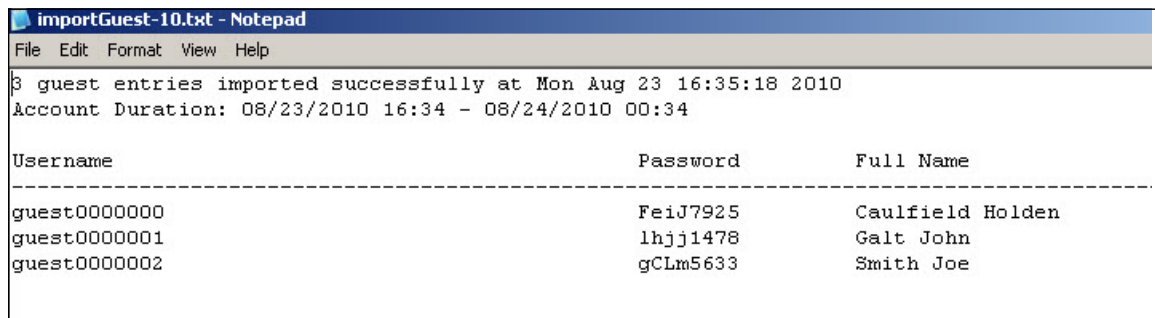 importGuest-10.txt - Notepad
File Edit Format View Help
3 guest entries imported successfully at Mon Aug 23 16:35:18 2010
Account Duration: 08/23/2010 16:34 - 08/24/2010 00:34
Username Password Full Name
--------------------------------------------------------------------------------------------------------
guest0000000 FeiJ7925 Caulfield Holden
guest0000001 lhjj1478 Galt John
guest0000002 gCLm5633 Smith Joe